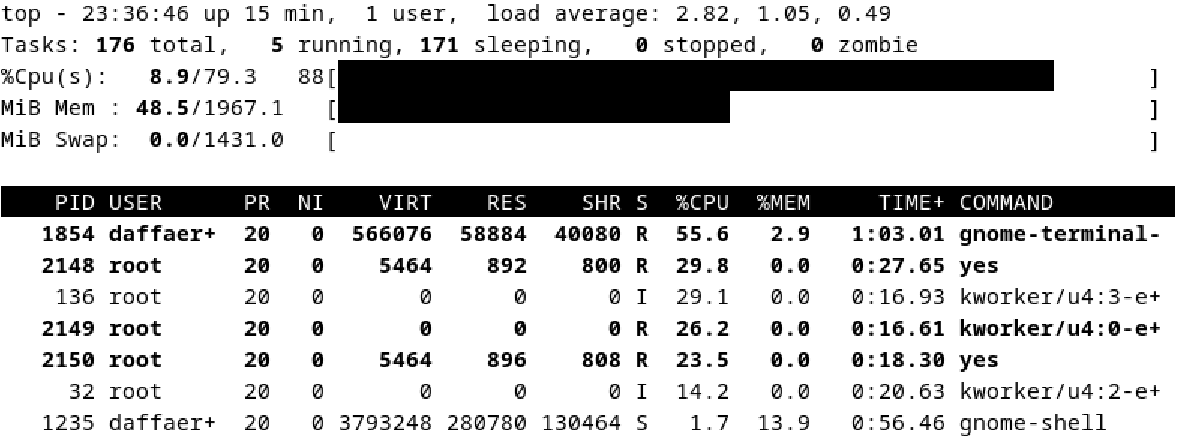 top - 23:36:46 up 15 min,  1 user,  load average: 2.82, 1.05, 0.49
Tasks: 176 total,   5 running, 171 sleeping,   0 stopped,   0 zombie
%Cpu(s):   8.9/79.3   88[                                                     ]
MiB Mem : 48.5/1967.1   [                                                     ]
MiB Swap:  0.0/1431.0   [                                                     ]
    PID USER      PR  NI    VIRT    RES    SHR S  %CPU  %MEM     TIME+ COMMAND
   1854 daffaer+  20   0  566076  58884  40080 R  55.6   2.9   1:03.01 gnome-terminal-
   2148 root      20   0    5464    892    800 R  29.8   0.0   0:27.65 yes
    136 root      20   0       0      0      0 I  29.1   0.0   0:16.93 kworker/u4:3-e+
   2149 root      20   0       0      0      0 R  26.2   0.0   0:16.61 kworker/u4:0-e+
   2150 root      20   0    5464    896    808 R  23.5   0.0   0:18.30 yes
     32 root      20   0       0      0      0 I  14.2   0.0   0:20.63 kworker/u4:2-e+
   1235 daffaer+  20   0 3793248 280780 130464 S   1.7  13.9   0:56.46 gnome-shell